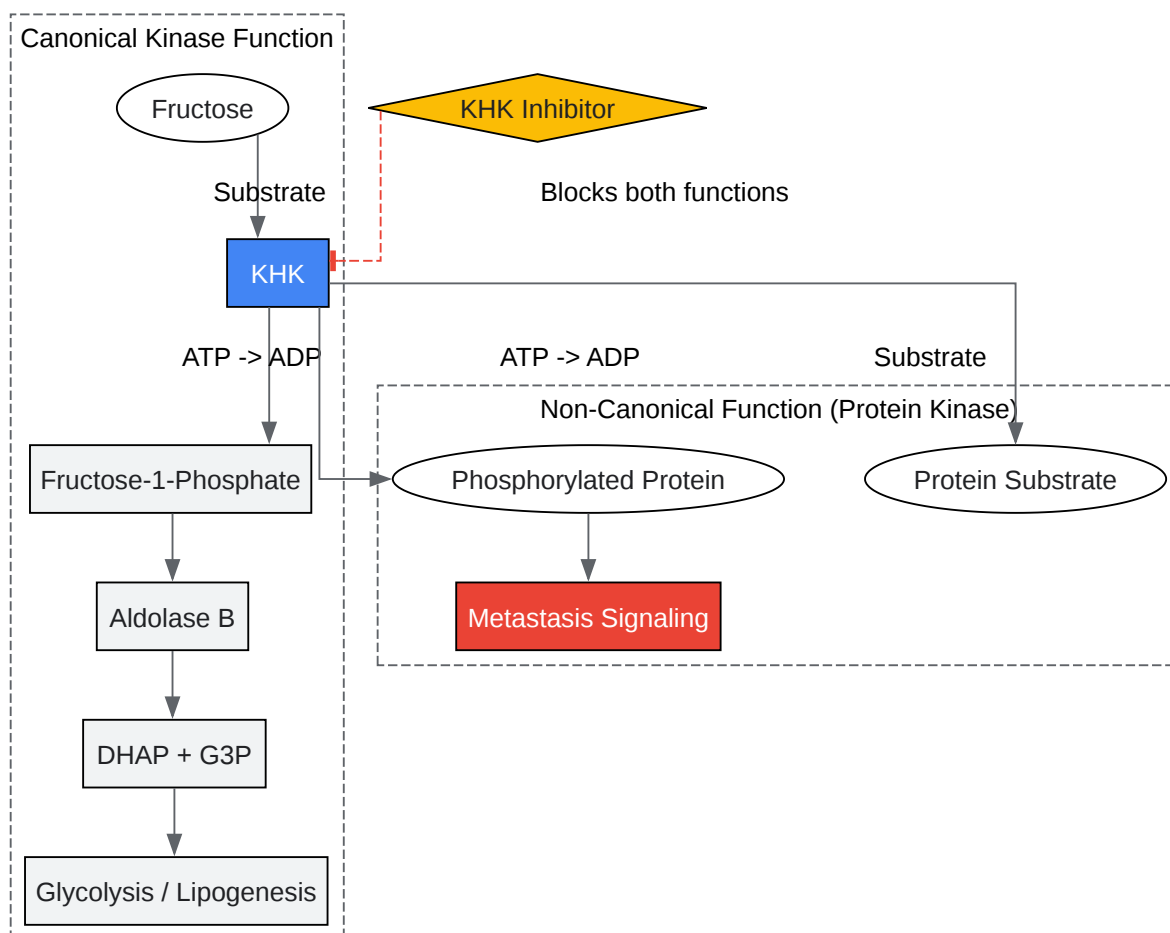 Canonical Kinase Function
Fructose
KHK Inhibitor
Substrate
Blocks both functions
KHK
ATP -> ADP
ATP -> ADP
Substrate
Non-Canonical Function (Protein Kinase)
Fructose-1-Phosphate
Phosphorylated Protein
Protein Substrate
Aldolase B
Metastasis Signaling
DHAP + G3P
Glycolysis / Lipogenesis